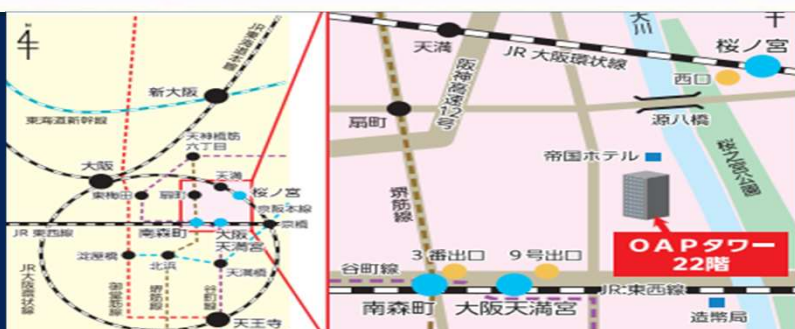 JR東海道本線
新大阪
東海道新幹線
天神橋筋
六丁目
大阪
天満
東梅田
扇町
桜ノ宮
京阪本線
京橋
JR 東西線
南森町
大阪
天満宮
淀屋橋
北浜
天満橋
JR大阪環状線
御堂筋線
堺筋線
谷町線
天王寺
天満
JR 大阪環状線
阪神高速12号
大川
桜ノ宮
西口
扇町
源八橋
帝国ホテル
桜之宮公園
堺筋線
OAPタワー
22階
3番出口
9号出口
谷町線
JR 東西線
南森町
大阪天満宮
造幣局